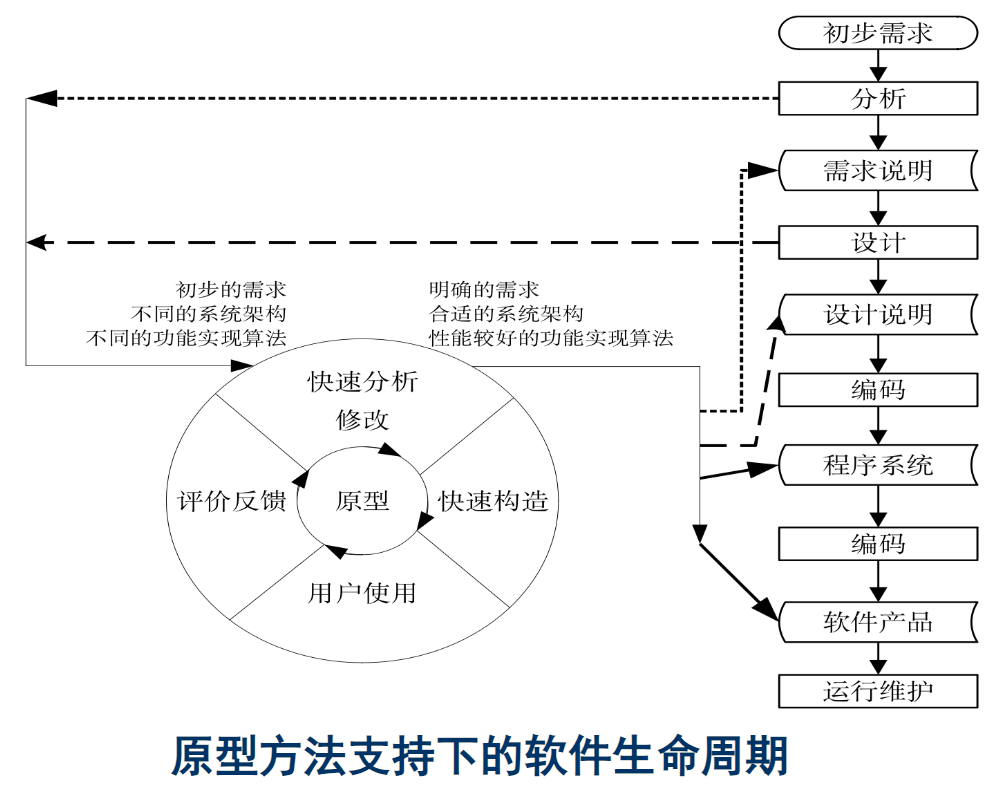 初步需求
分析
需求说明
设计
设计说明
编码
程序系统
编码
软件产品
运行维护
初步的需求
不同的系统架构
不同的功能实现算法
明确的需求
合适的系统架构
性能较好的功能实现算法
快速分析
修改
评价反馈
原型
快速构造
用户使用
原型方法支持下的软件生命周期